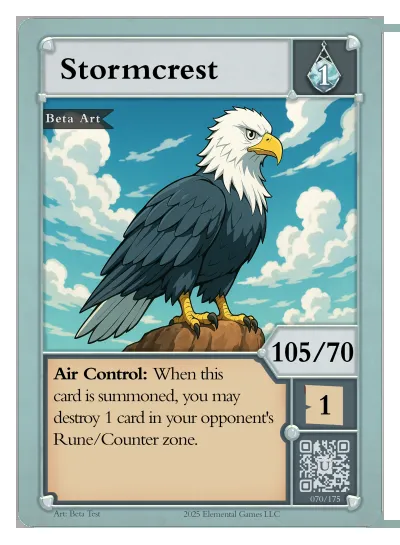 Stormcrest
1
Beta Art
105/70
Air Control: When this
card is summoned, you may
destroy 1 card in your opponent's
Rune/Counter zone.
1
U
070/175
Art: Beta Test
2025 Elemental Games LLC